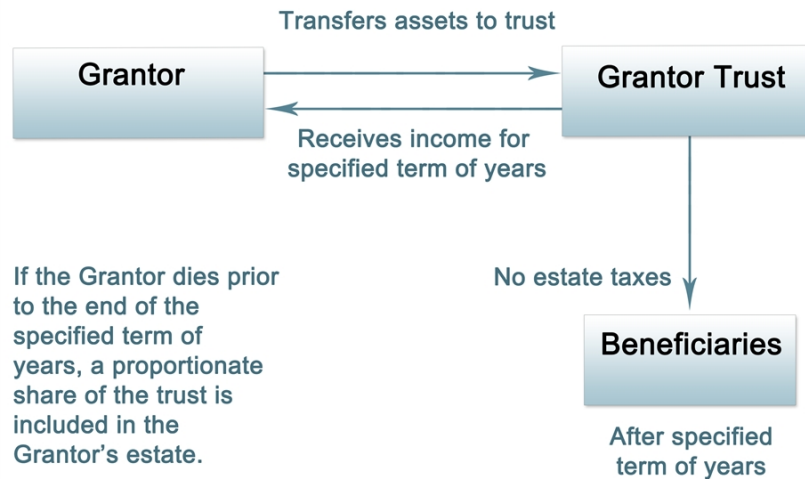 Transfers assets to trust
Grantor
Grantor Trust
Receives income for
specified term of years
If the Grantor dies prior
to the end of the
specified term of
years, a proportionate
share of the trust is
included in the
Grantor’s estate.
No estate taxes
Beneficiaries
After specified
term of years